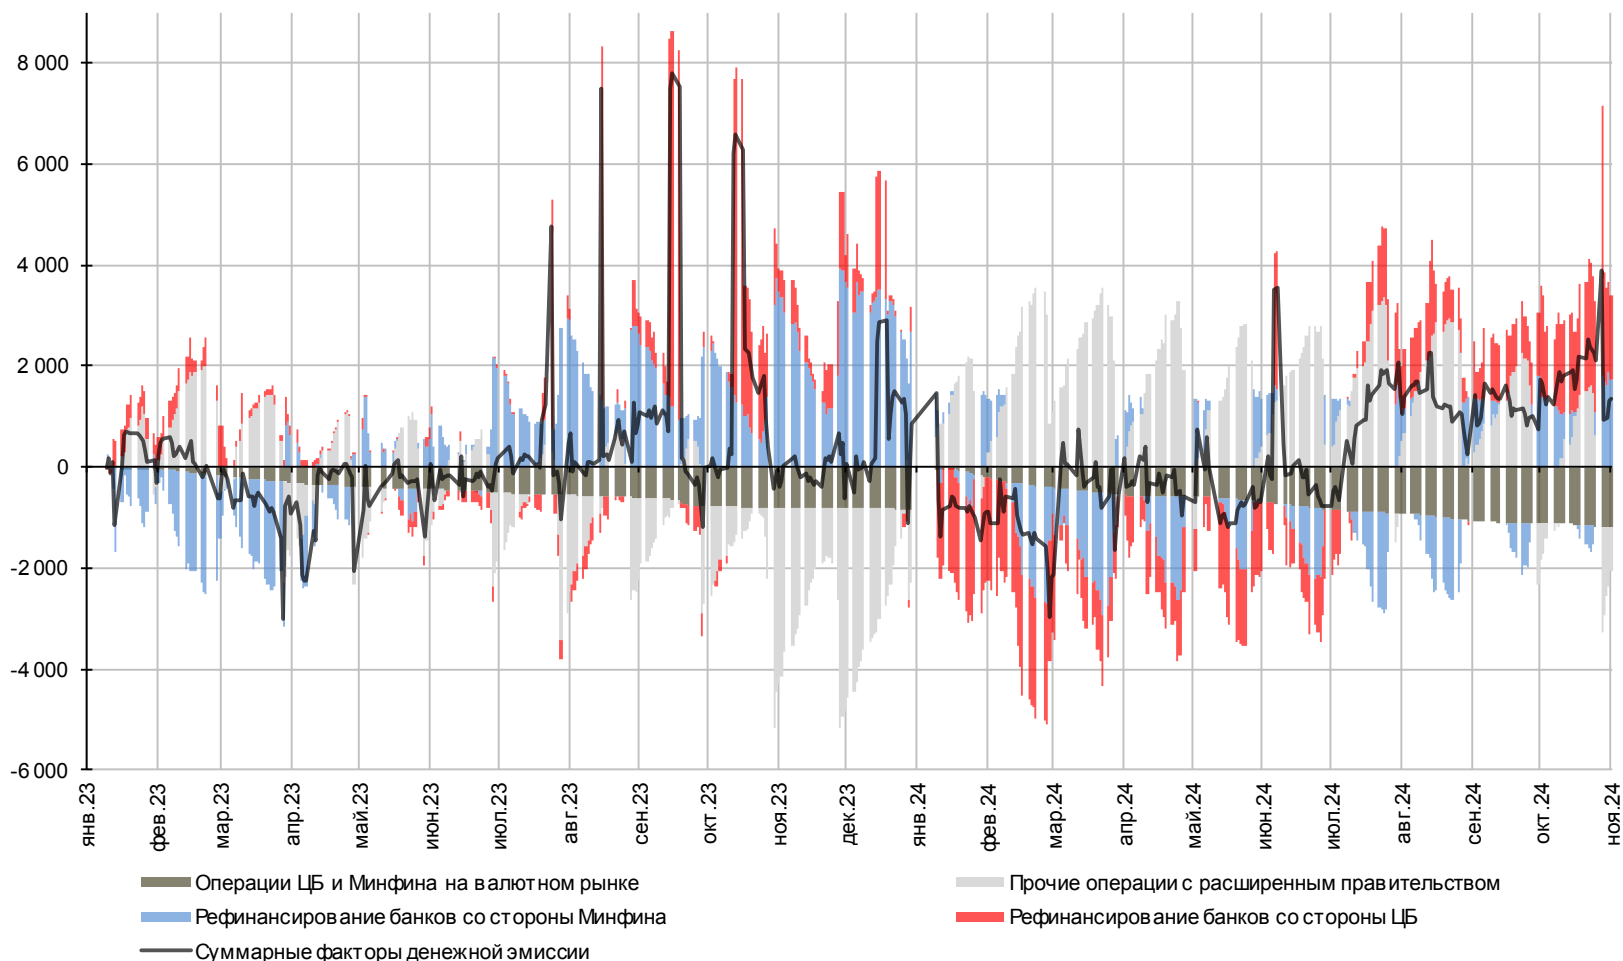 8 000
6 000
4 000
2 000
0
-2 000
-4 000
-6 000
янв.23
фев.23
мар.23
апр.23
май.23
июн.23
июл.23
авг.23
сен.23
окт.23
ноя.23
дек.23
янв.24
фев.24
мар.24
апр.24
май.24
июн.24
июл.24
авг.24
сен.24
окт.24
ноя.24
Операции ЦБ и Минфина на валютном рынке
Прочие операции с расширенным правительством
Рефинансирование банков со стороны Минфина
Рефинансирование банков со стороны ЦБ
Суммарные факторы денежной эмиссии